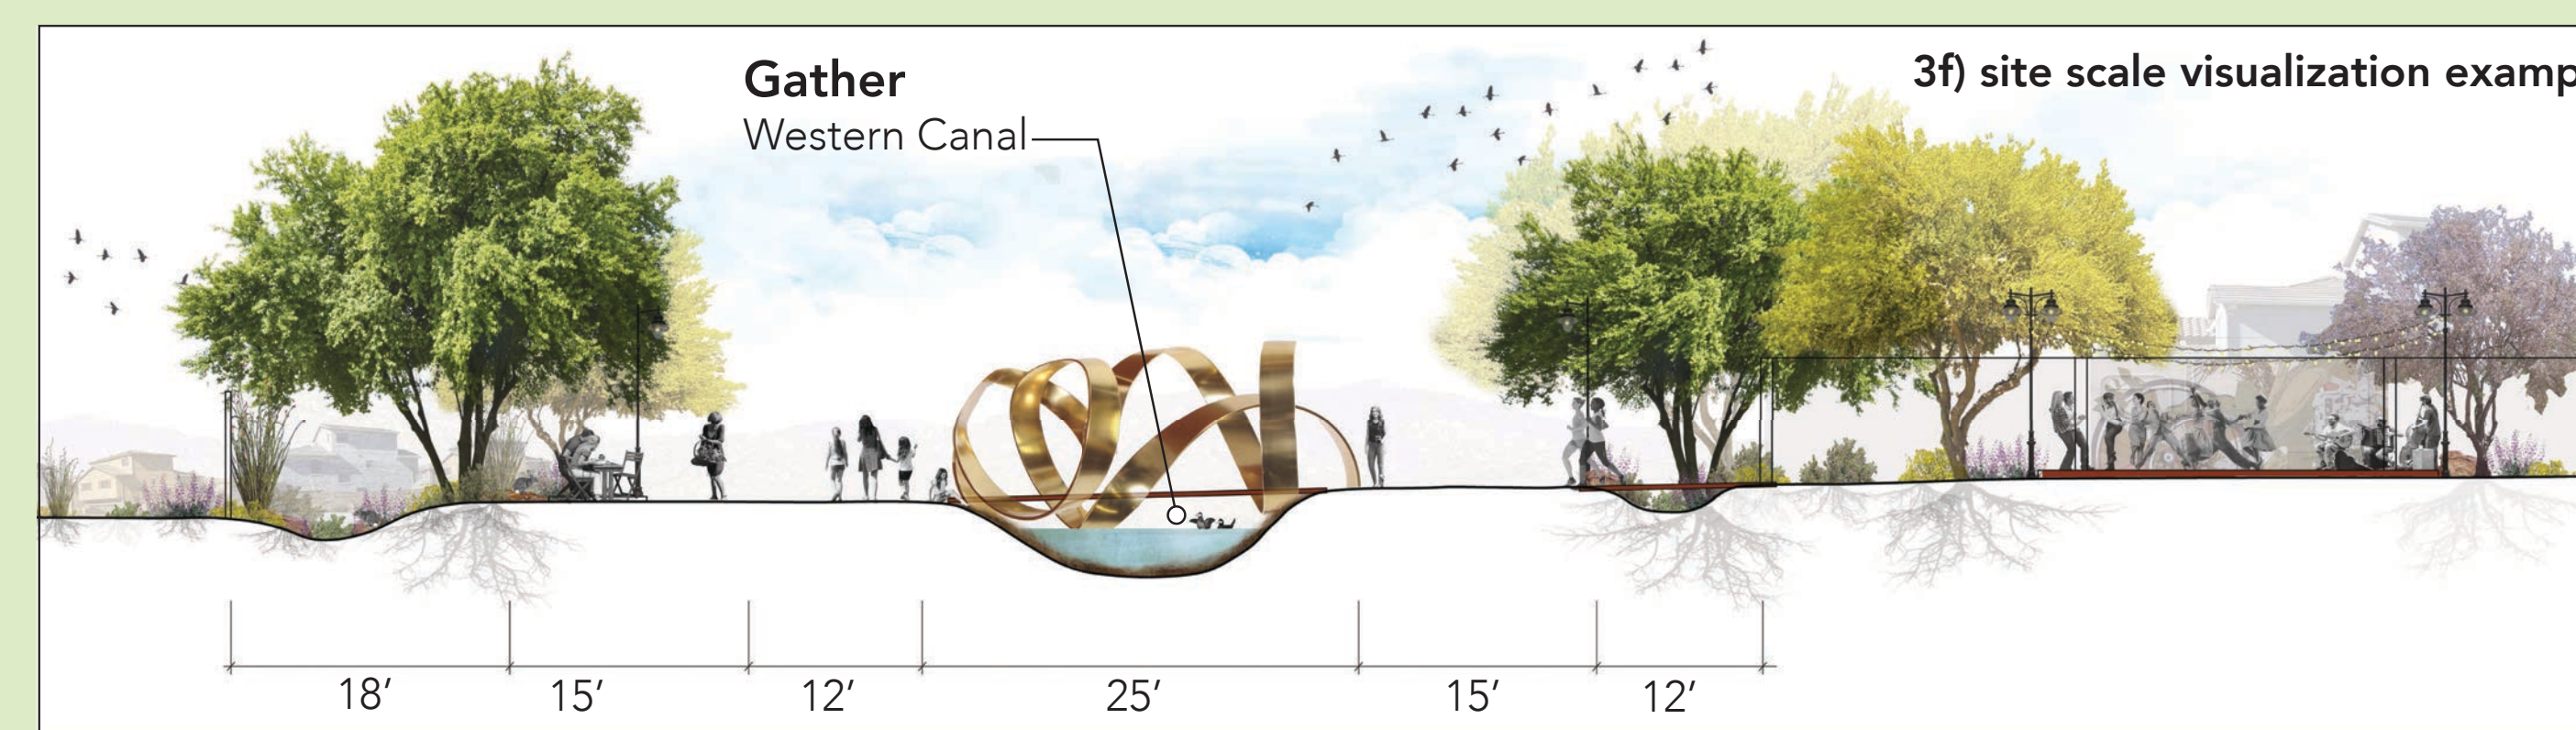 Gather
Western Canal
3f) site scale visualization examp
18′
15′
12′
25′
15′
12′